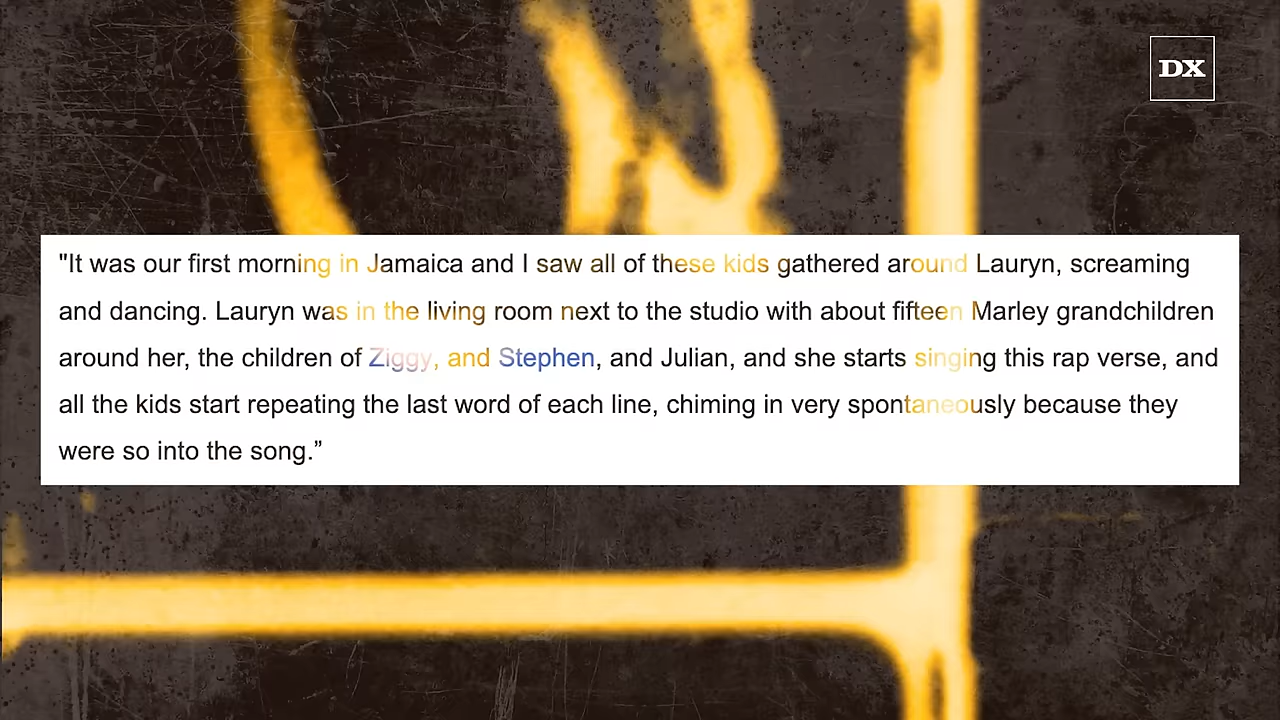 DX
"It was our first morning in Jamaica and I saw all of these kids gathered around Lauryn, screaming
and dancing. Lauryn was in the living room next to the studio with about fifteen Marley grandchildren
around her, the children of Ziggy, and Stephen, and Julian, and she starts singing this rap verse, and
all the kids start repeating the last word of each line, chiming in very spontaneously because they
were so into the song.”